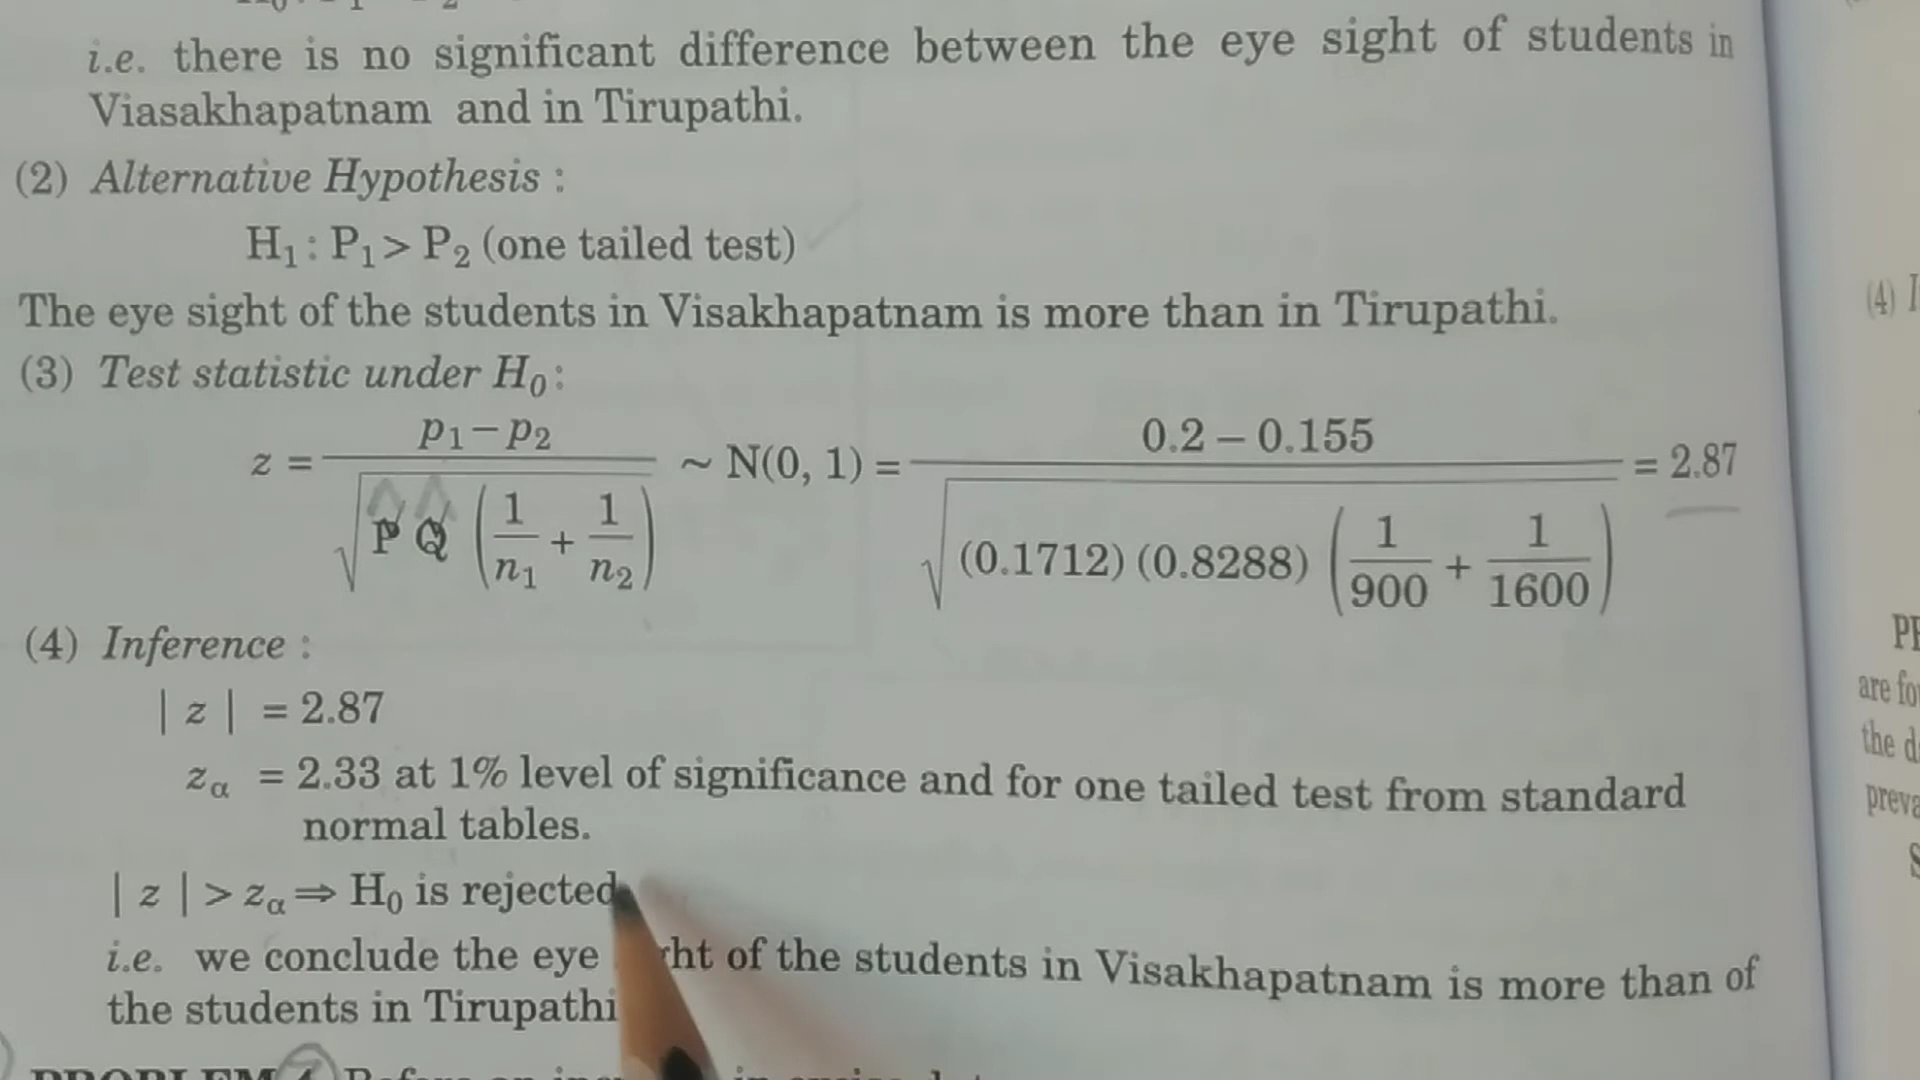 i.e. there is no significant difference between the eye sight of students in
Viasakhapatnam and in Tirupathi.
(2) Alternative Hypothesis :
H₁ : P₁ > P₂ (one tailed test)
The eye sight of the students in Visakhapatnam is more than in Tirupathi.
(3) Test statistic under H₀ :
z = (p₁ − p₂) / √(P̂ Q̂ (1/n₁ + 1/n₂)) ~ N(0, 1) = (0.2 − 0.155) / √((0.1712) (0.8288) (1/900 + 1/1600)) = 2.87
(4) Inference :
| z | = 2.87
zα = 2.33 at 1% level of significance and for one tailed test from standard
normal tables.
| z | > zα ⇒ H₀ is rejected
i.e. we conclude the eye of the students in Visakhapatnam is more than of
the students in Tirupathi
(4)
are
the